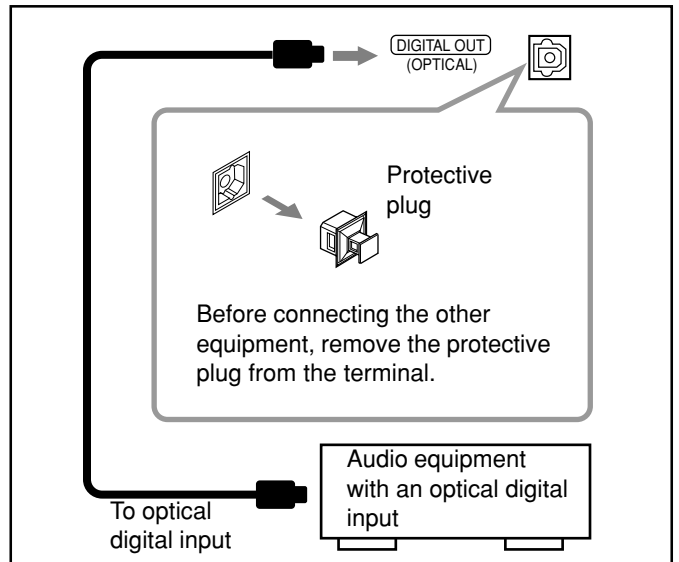 DIGITAL OUT
(OPTICAL)
Protective
plug
Before connecting the other
equipment, remove the protective
plug from the terminal.
Audio equipment
with an optical digital
input
To optical
digital input